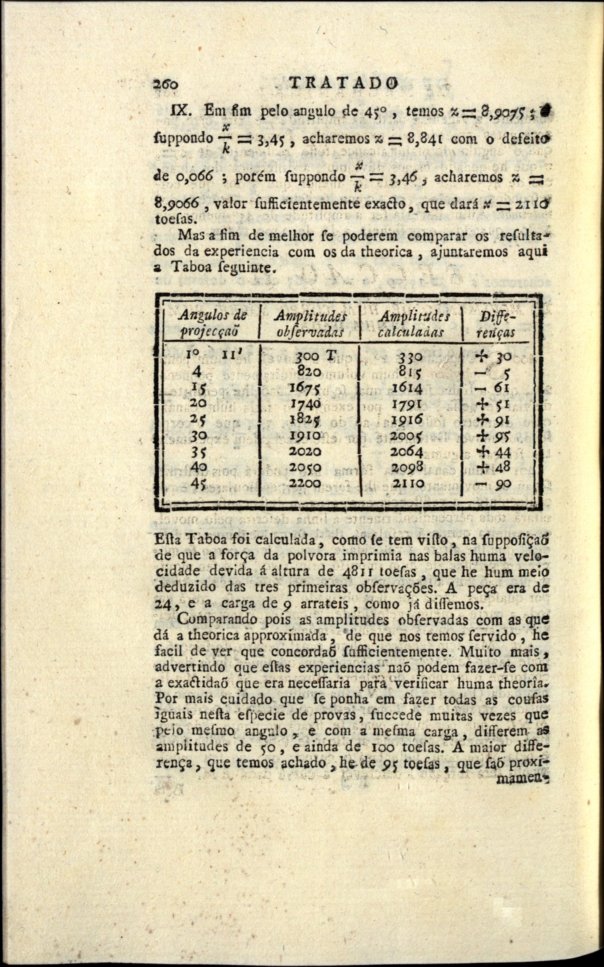 260 TRATADO
IX. Em fim pelo angulo de 45°, temos z = 8,9075; e
ſuppondo x/k = 3,45, acharemos z = 8,841 com o defeito
de 0,066; porém ſuppondo x/k = 3,46, acharemos z =
8,9066, valor ſufficientemente exacto, que dará x = 2110
toeſas.
Mas a fim de melhor ſe poderem comparar os reſulta-
dos da experiencia com os da theorica, ajuntaremos aqui
a Taboa ſeguinte.
Angulos de | Amplitudes | Amplitudes | Diffe-
projecçaõ | obſervadas | calculadas | renças
1° 11' | 300 T | 330 | + 30
4 | 820 | 815 | − 5
15 | 1675 | 1614 | − 61
20 | 1740 | 1791 | + 51
25 | 1825 | 1916 | + 91
30 | 1910 | 2005 | + 95
35 | 2020 | 2064 | + 44
40 | 2050 | 2098 | + 48
45 | 2200 | 2110 | − 90
Eſta Taboa foi calculada, como ſe tem viſto, na ſuppoſiçaõ
de que a força da polvora imprimia nas balas huma velo-
cidade devida á altura de 4811 toeſas, que he hum meio
deduzido das tres primeiras obſervações. A peça era de
24, e a carga de 9 arrateis, como já diſſemos.
Comparando pois as amplitudes obſervadas com as que
dá a theorica approximada, de que nos temos ſervido, he
facil de ver que concordaõ ſufficientemente. Muito mais,
advertindo que eſtas experiencias naõ podem fazer-ſe com
a exactidaõ que era neceſſaria para verificar huma theoria.
Por mais cuidado que ſe ponha em fazer todas as couſas
iguais neſta eſpecie de provas, ſuccede muitas vezes que
pelo meſmo angulo, e com a meſma carga, differem as
amplitudes de 50, e ainda de 100 toeſas. A maior diffe-
rença, que temos achado, he de 95 toeſas, que ſaõ proxi-
mamen-